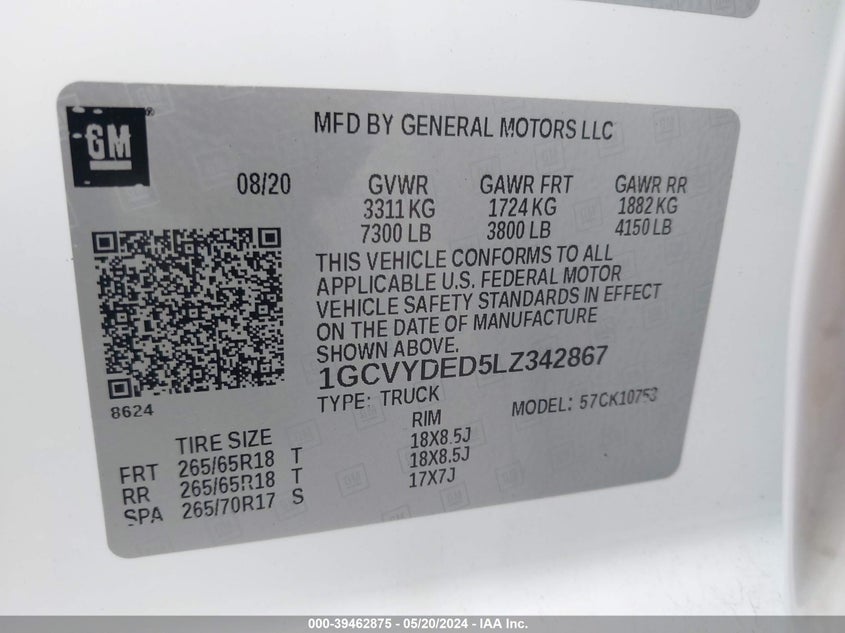 GM
MFD BY GENERAL MOTORS LLC
08/20 GVWR GAWR FRT GAWR RR
3311 KG 1724 KG 1882 KG
7300 LB 3800 LB 4150 LB
THIS VEHICLE CONFORMS TO ALL
APPLICABLE U.S. FEDERAL MOTOR
VEHICLE SAFETY STANDARDS IN EFFECT
ON THE DATE OF MANUFACTURE
SHOWN ABOVE.
1GCVYDED5LZ342867
8624
TYPE: TRUCK MODEL: 57CK10753
TIRE SIZE RIM
FRT 265/65R18 T 18X8.5J
RR 265/65R18 T 18X8.5J
SPA 265/70R17 S 17X7J
000-39462875 - 05/20/2024 - IAA Inc.